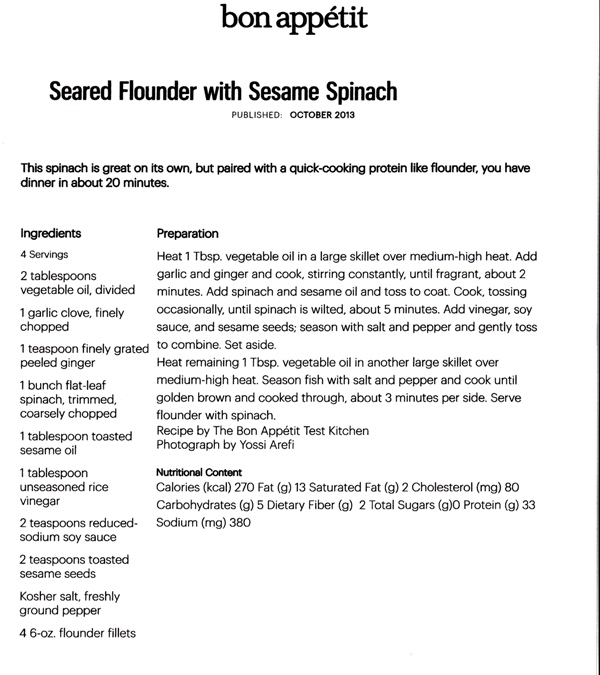 bon appétit
Seared Flounder with Sesame Spinach
PUBLISHED: OCTOBER 2013
This spinach is great on its own, but paired with a quick-cooking protein like flounder, you have
dinner in about 20 minutes.
Ingredients
4 Servings
2 tablespoons
vegetable oil, divided
1 garlic clove, finely
chopped
1 teaspoon finely grated
peeled ginger
1 bunch flat-leaf
spinach, trimmed,
coarsely chopped
1 tablespoon toasted
sesame oil
1 tablespoon
unseasoned rice
vinegar
2 teaspoons reduced-
sodium soy sauce
2 teaspoons toasted
sesame seeds
Kosher salt, freshly
ground pepper
4 6-oz. flounder fillets
Preparation
Heat 1 Tbsp. vegetable oil in a large skillet over medium-high heat. Add
garlic and ginger and cook, stirring constantly, until fragrant, about 2
minutes. Add spinach and sesame oil and toss to coat. Cook, tossing
occasionally, until spinach is wilted, about 5 minutes. Add vinegar, soy
sauce, and sesame seeds; season with salt and pepper and gently toss
to combine. Set aside.
Heat remaining 1 Tbsp. vegetable oil in another large skillet over
medium-high heat. Season fish with salt and pepper and cook until
golden brown and cooked through, about 3 minutes per side. Serve
flounder with spinach.
Recipe by The Bon Appétit Test Kitchen
Photograph by Yossi Arefi
Nutritional Content
Calories (kcal) 270 Fat (g) 13 Saturated Fat (g) 2 Cholesterol (mg) 80
Carbohydrates (g) 5 Dietary Fiber (g) 2 Total Sugars (g)0 Protein (g) 33
Sodium (mg) 380